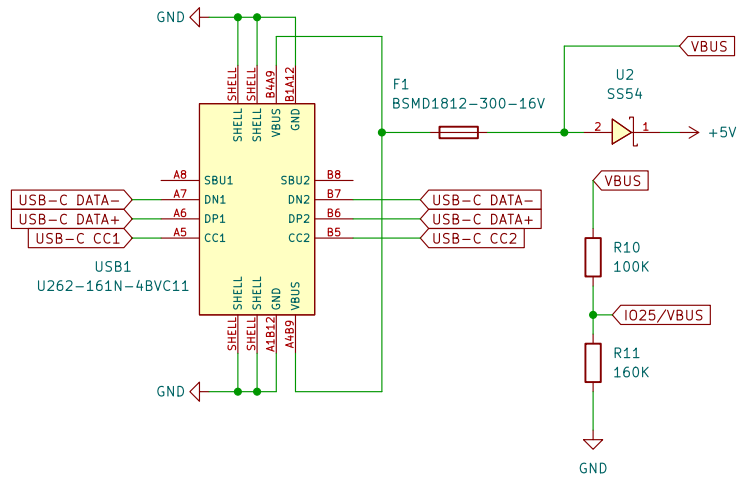 GND
SHELL
SHELL
B4A9
B1A12
SHELL
SHELL
VBUS
GND
VBUS
F1
BSMD1812-300-16V
U2
SS54
2
1
+5V
A8
SBU1
SBU2
B8
USB-C DATA-
A7
DN1
DN2
B7
USB-C DATA-
USB-C DATA+
A6
DP1
DP2
B6
USB-C DATA+
USB-C CC1
A5
CC1
CC2
B5
USB-C CC2
VBUS
R10
100K
USB1
U262-161N-4BVC11
SHELL
SHELL
GND
VBUS
SHELL
SHELL
A1B12
A4B9
IO25/VBUS
R11
160K
GND
GND